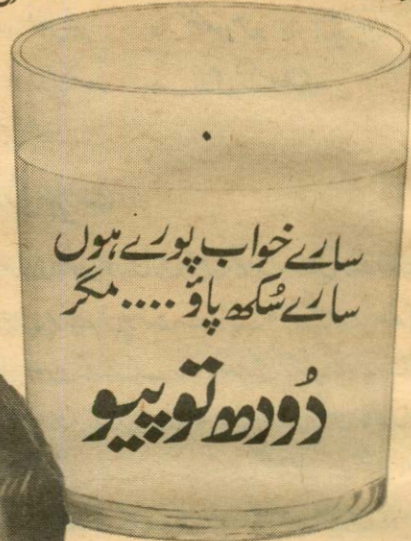 سارے خواب پورے ہوں
سارے سُکھ پاؤ .... مگر
دُودھ تو پیو